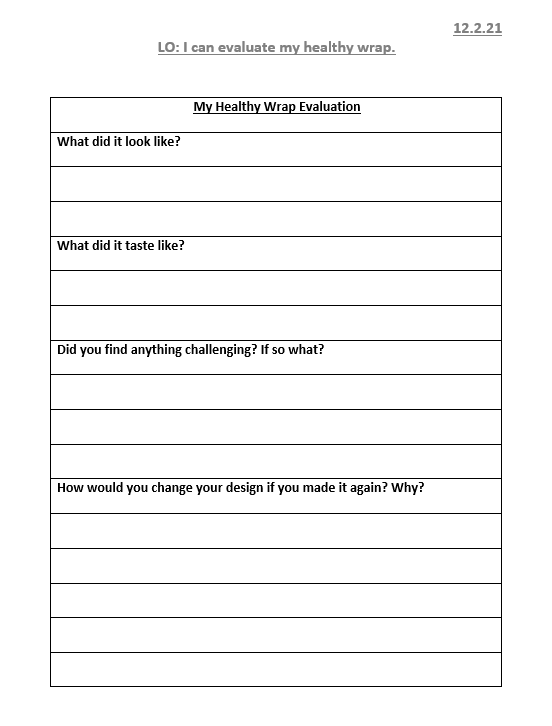 12.2.21
LO: I can evaluate my healthy wrap.
My Healthy Wrap Evaluation
What did it look like?
What did it taste like?
Did you find anything challenging? If so what?
How would you change your design if you made it again? Why?